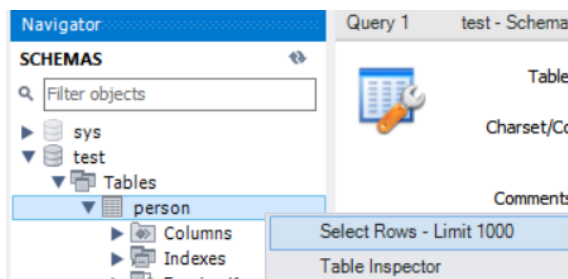 Navigator
Query 1
test - Schema
SCHEMAS
Table
Filter objects
Charset/Co
sys
test
Tables
Comments
person
Columns
Select Rows - Limit 1000
Indexes
Table Inspector